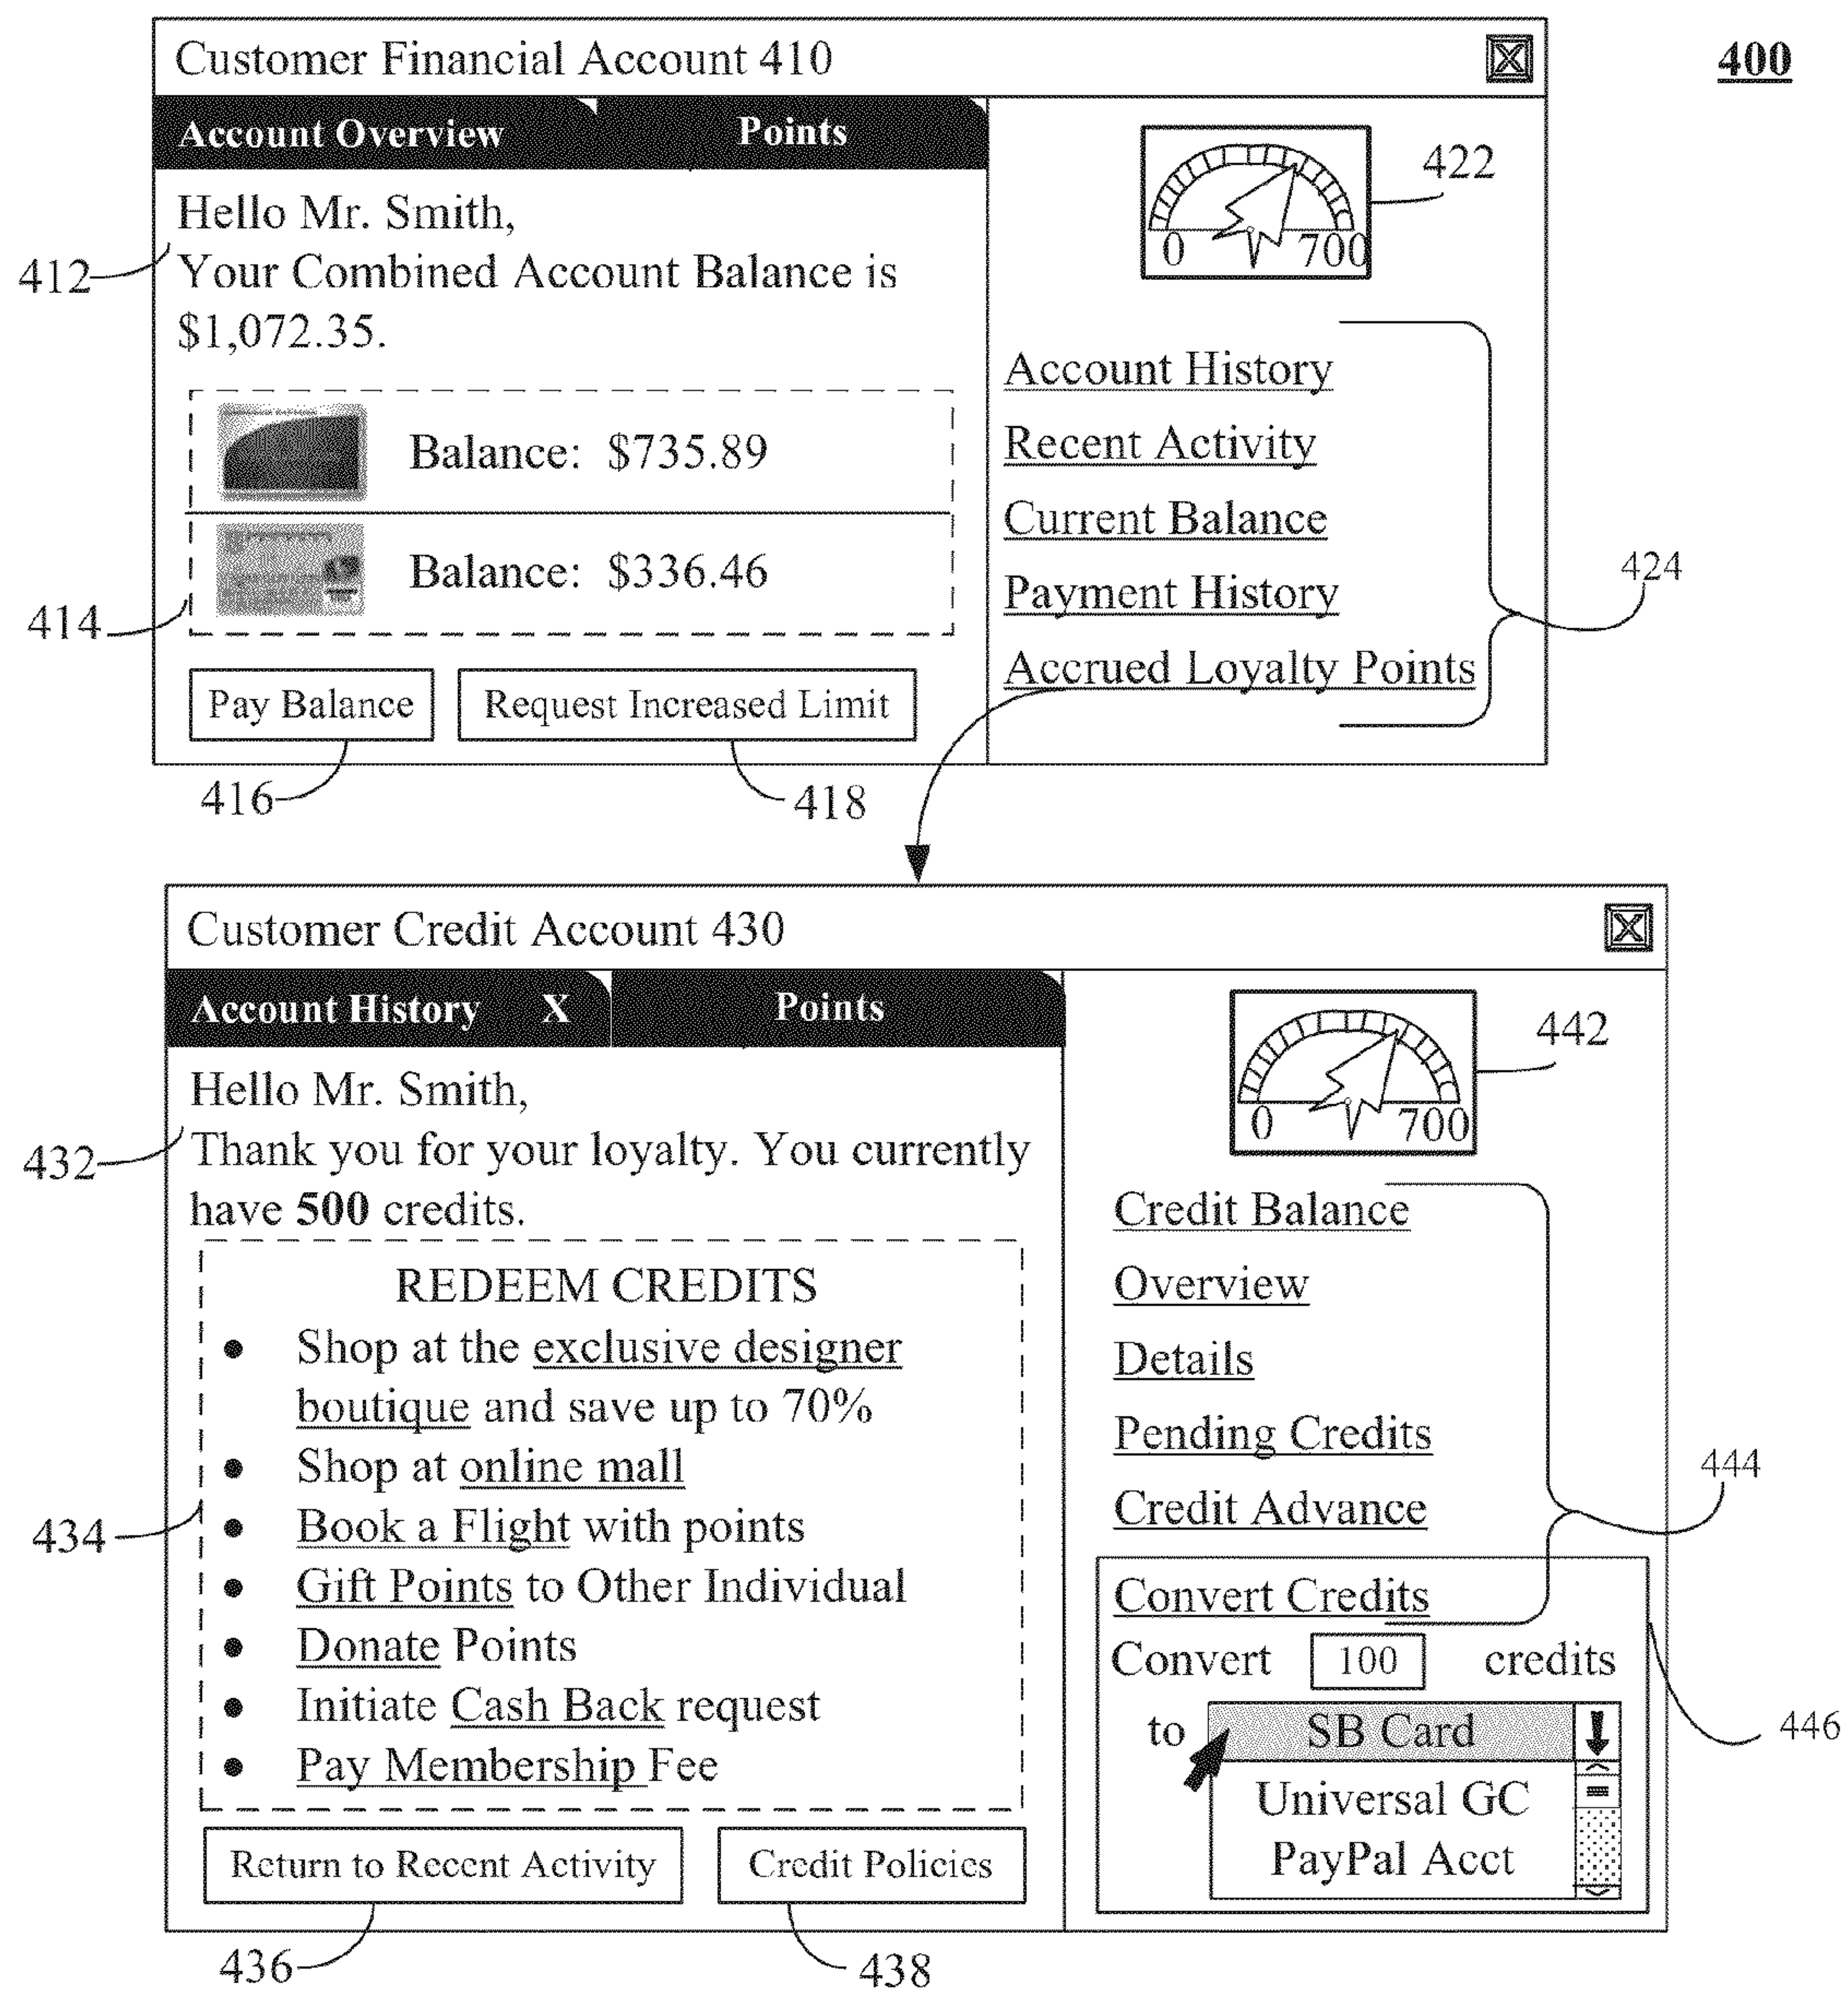 400
Customer Financial Account 410
X
Account Overview
Points
Hello Mr. Smith,
Your Combined Account Balance is
$1,072.35.
412
Balance: $735.89
Balance: $336.46
414
Pay Balance
Request Increased Limit
416
418
0
700
422
Account History
Recent Activity
Current Balance
Payment History
Accrued Loyalty Points
424
Customer Credit Account 430
X
Account History X
Points
Hello Mr. Smith,
Thank you for your loyalty. You currently
have 500 credits.
432
REDEEM CREDITS
• Shop at the exclusive designer
boutique and save up to 70%
• Shop at online mall
• Book a Flight with points
• Gift Points to Other Individual
• Donate Points
• Initiate Cash Back request
• Pay Membership Fee
434
Return to Recent Activity
Credit Policies
436
438
0
700
442
Credit Balance
Overview
Details
Pending Credits
Credit Advance
444
Convert Credits
Convert 100 credits
to SB Card
Universal GC
PayPal Acct
446